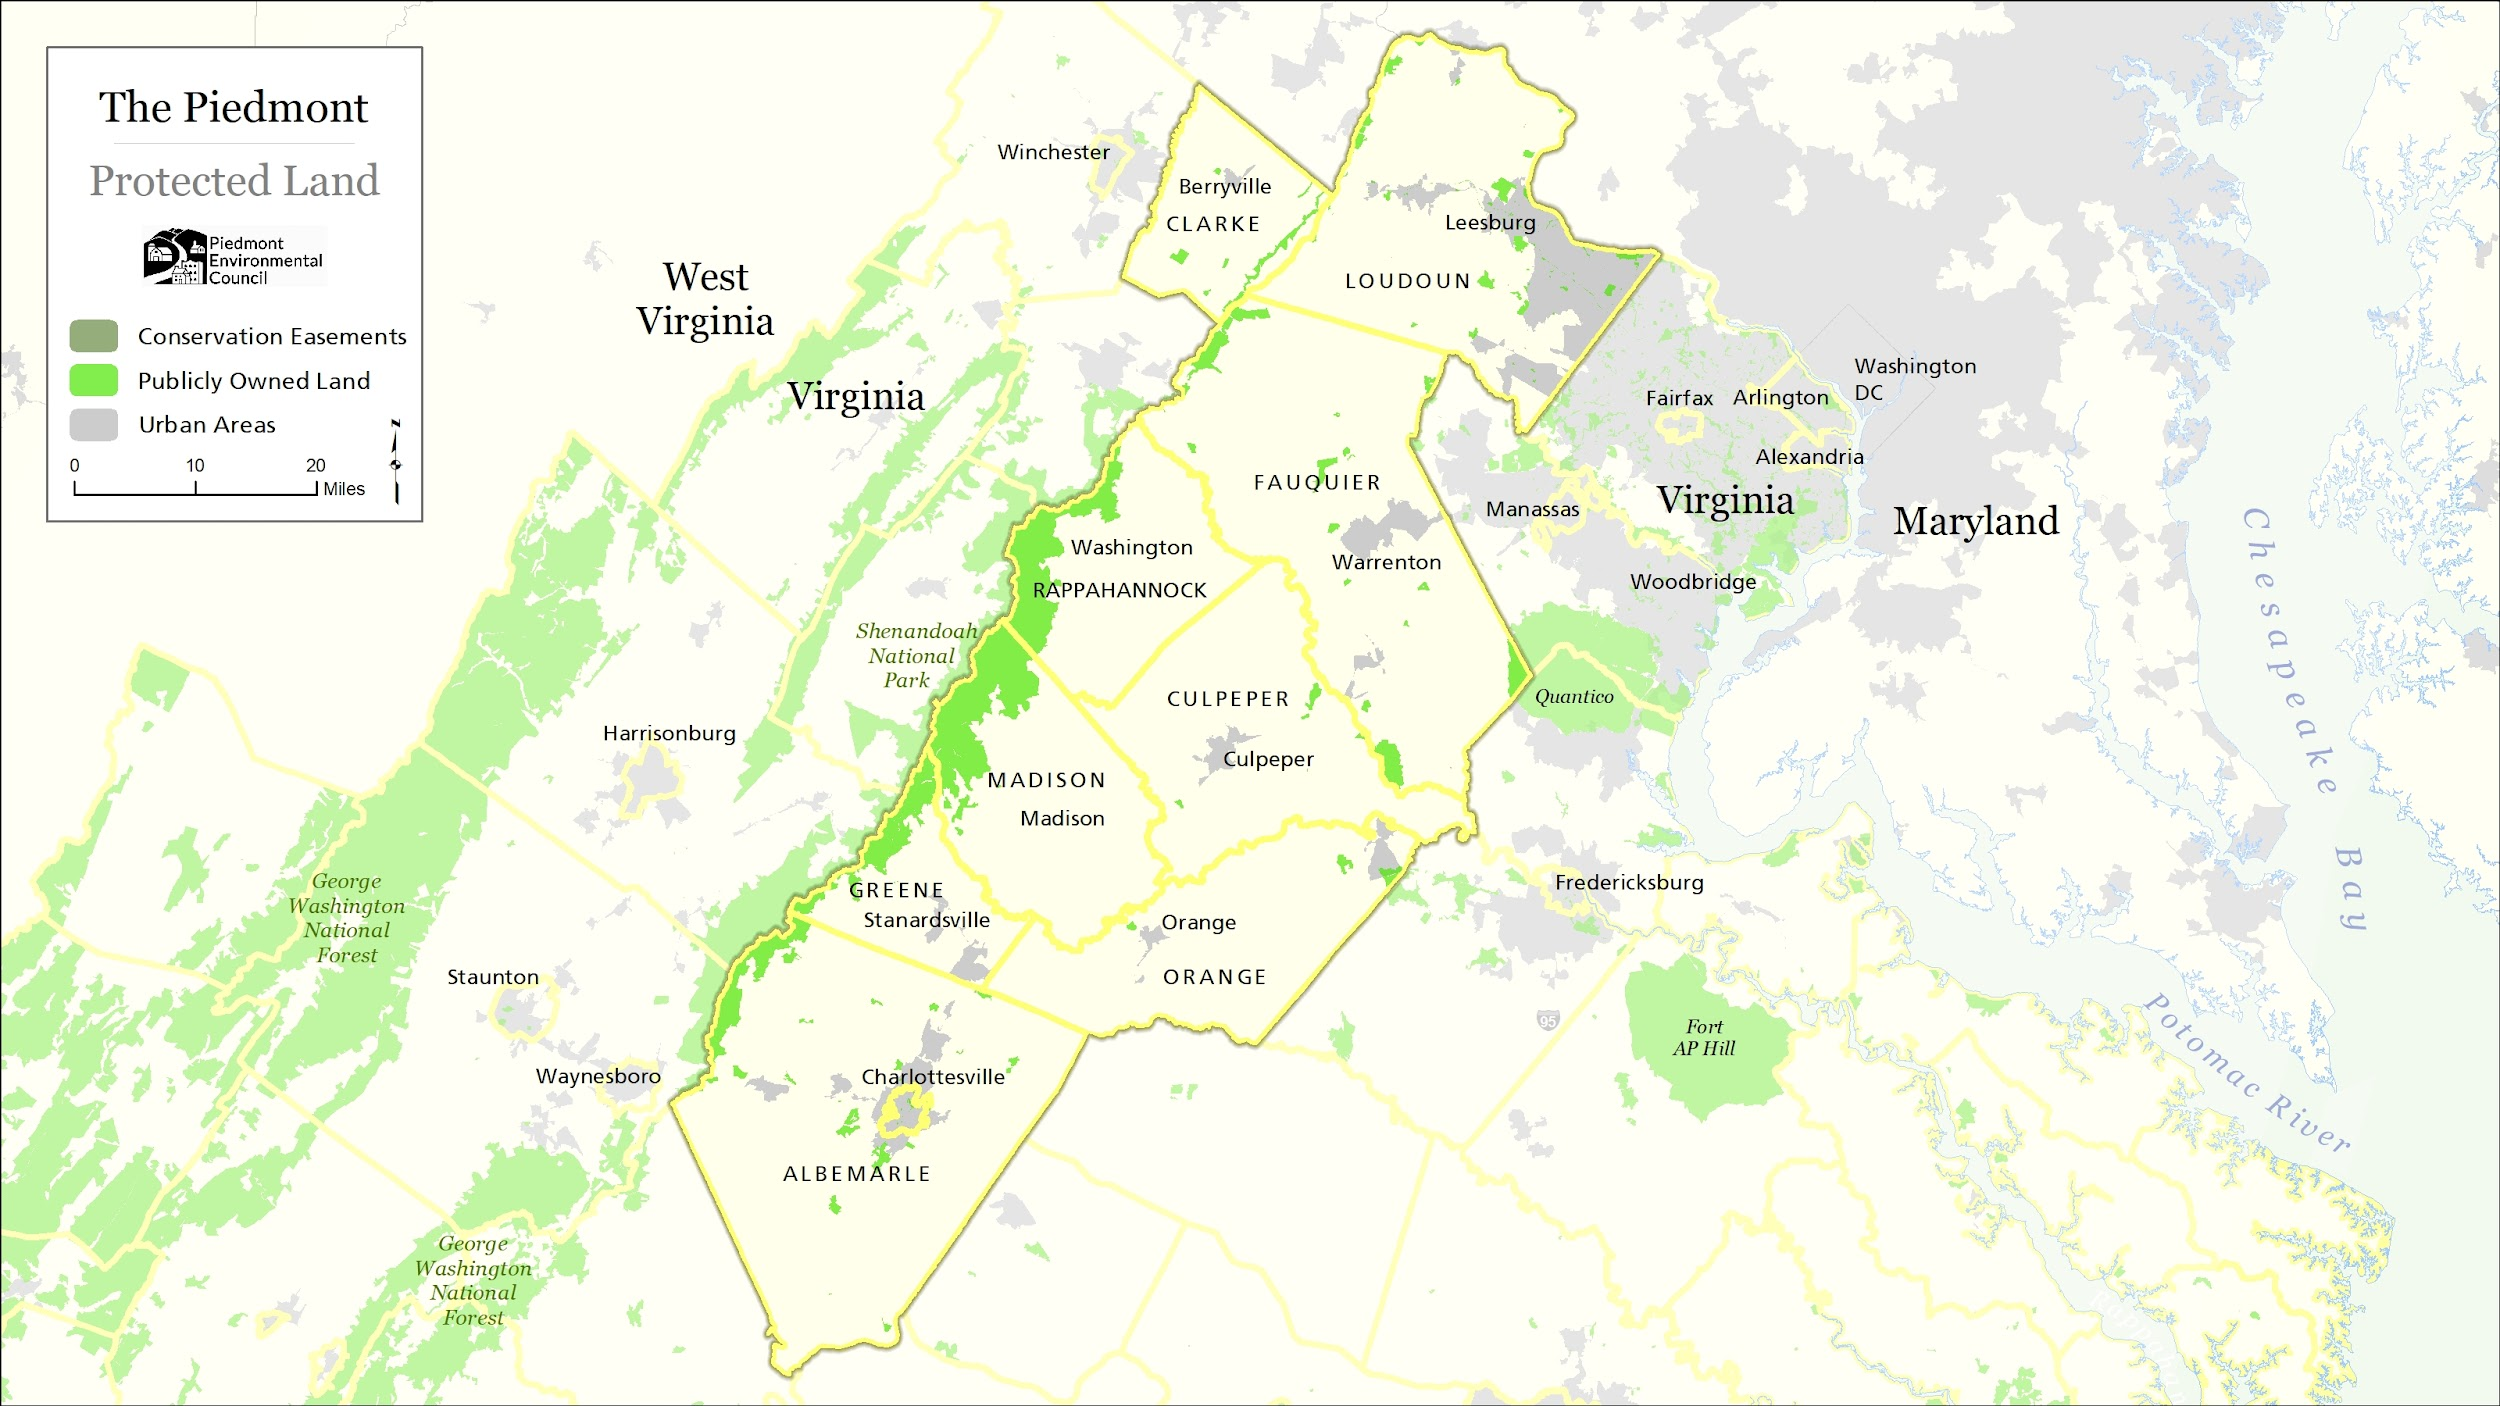 The Piedmont
Protected Land
Piedmont
Environmental
Council
Conservation Easements
Publicly Owned Land
Urban Areas
0 10 20
Miles
N
Winchester
Berryville
CLARKE
Leesburg
LOUDOUN
West
Virginia
Virginia
Washington
DC
Fairfax
Arlington
Alexandria
FAUQUIER
Manassas
Virginia
Maryland
Washington
Warrenton
RAPPAHANNOCK
Woodbridge
Chesapeake Bay
Shenandoah
National
Park
CULPEPER
Quantico
Harrisonburg
Culpeper
MADISON
Madison
George
Washington
National
Forest
GREENE
Stanardsville
Fredericksburg
Orange
ORANGE
Staunton
95
Fort
AP Hill
Potomac River
Waynesboro
Charlottesville
ALBEMARLE
George
Washington
National
Forest